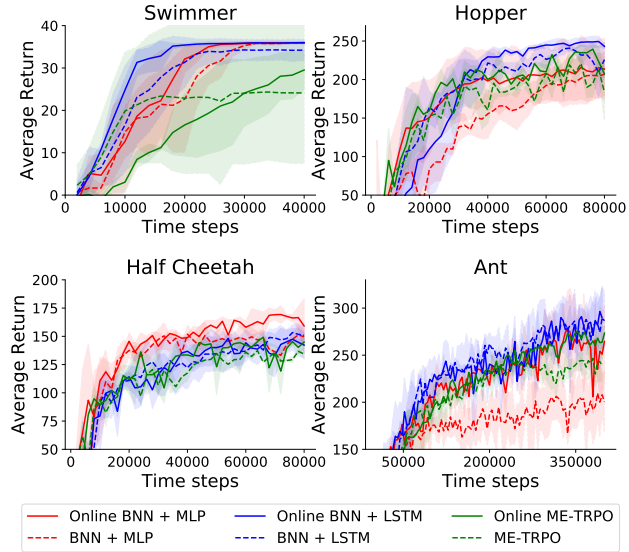 Swimmer Hopper
40
30
20
10
0
Average Return
0 10000 20000 30000 40000
Time steps
250
200
150
100
50
Average Return
0 20000 40000 60000 80000
Time steps
Half Cheetah Ant
200
175
150
125
100
75
50
Average Return
0 20000 40000 60000 80000
Time steps
300
250
200
150
Average Return
50000 200000 350000
Time steps
Online BNN + MLP Online BNN + LSTM Online ME-TRPO
BNN + MLP BNN + LSTM ME-TRPO